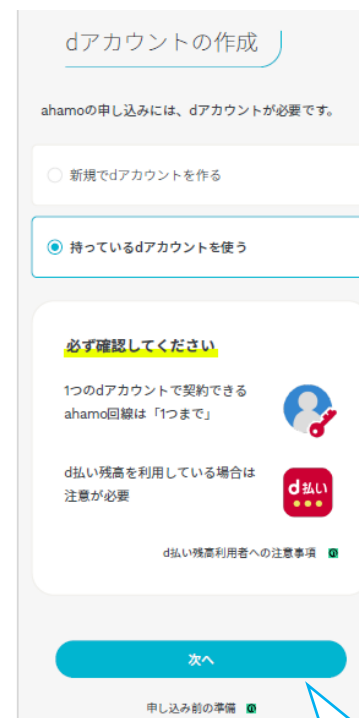 dアカウントの作成
ahamoの申し込みには、dアカウントが必要です。
新規でdアカウントを作る
持っているdアカウントを使う
必ず確認してください
1つのdアカウントで契約できる
ahamo回線は「1つまで」
d払い残高を利用している場合は
注意が必要
d払い
d払い残高利用者への注意事項
次へ
申し込み前の準備